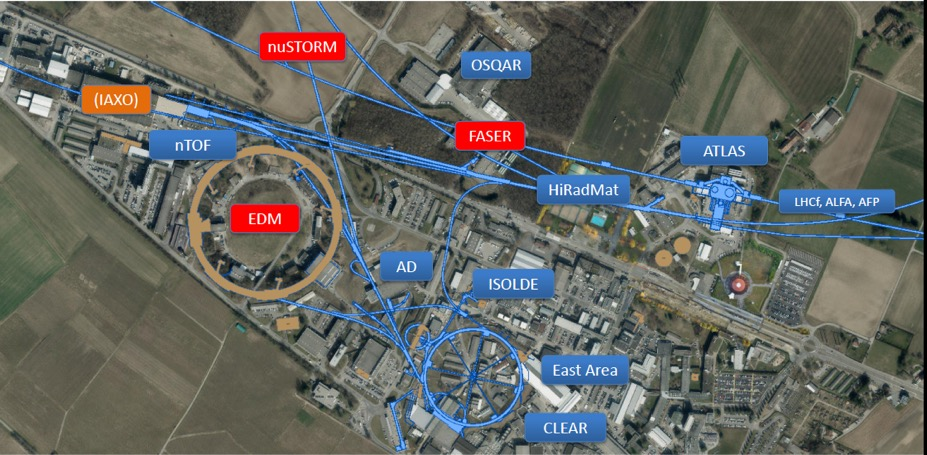 nuSTORM
OSQAR
(IAXO)
FASER
nTOF
ATLAS
HiRadMat
LHCf, ALFA, AFP
EDM
AD
ISOLDE
East Area
CLEAR